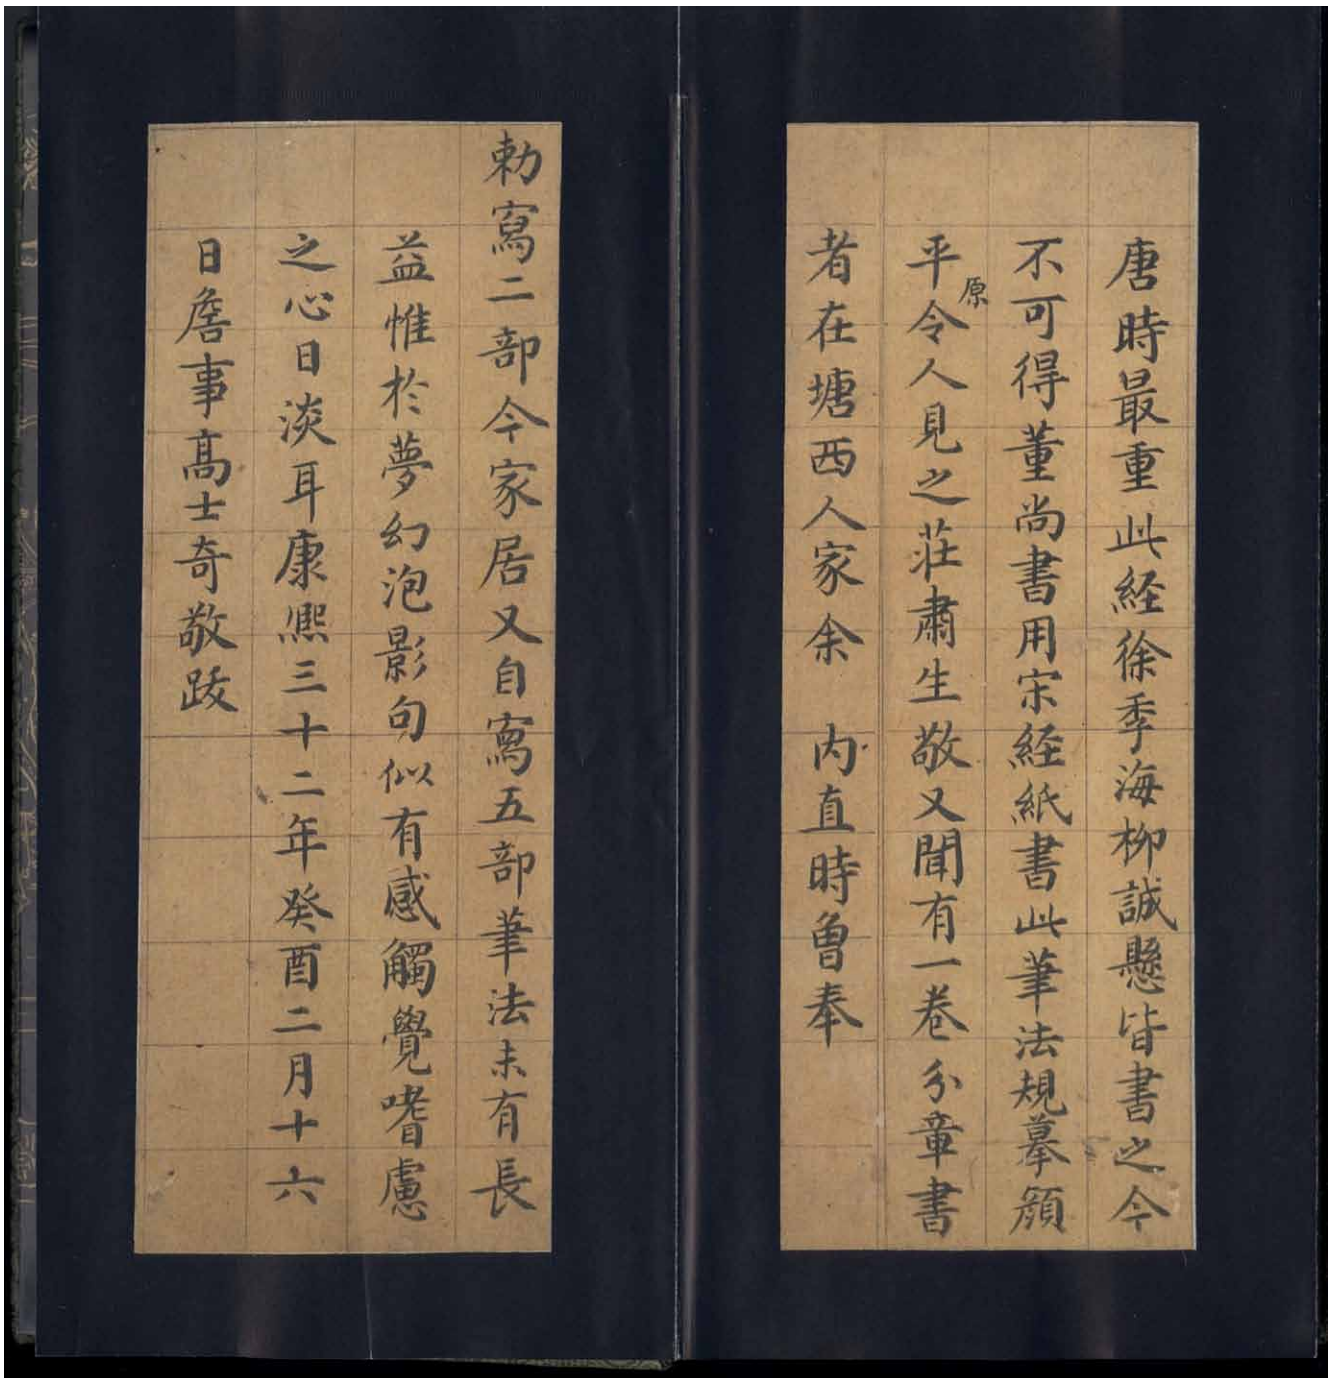 唐時最重此経徐季海柳誠懸皆書之今
不可得董尚書用宋経紙書此筆法規摹顔
平原令人見之莊肅生敬又聞有一卷分章書
者在塘西人家余 内直時曽奉
勅寫二部今家居又自寫五部筆法未有長
益惟於夢幻泡影句似有感觸覺嗜慮
之心日淡耳康熙三十二年癸酉二月十六
日詹事髙士奇敬跋